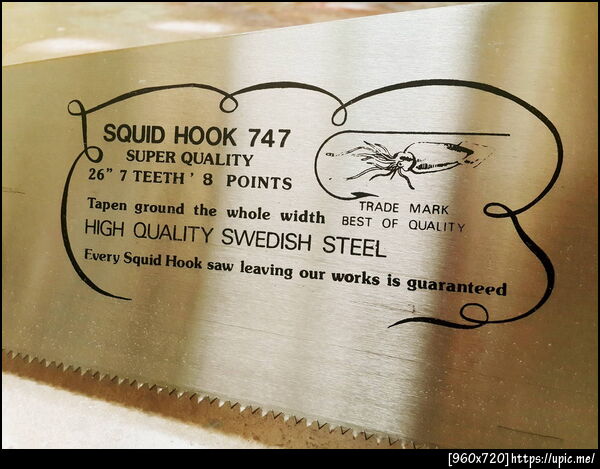 SQUID HOOK 747
SUPER QUALITY
26" 7 TEETH ' 8 POINTS
TRADE MARK
BEST OF QUALITY
Tapen ground the whole width
HIGH QUALITY SWEDISH STEEL
Every Squid Hook saw leaving our works is guaranteed
[960x720]https://upic.me/